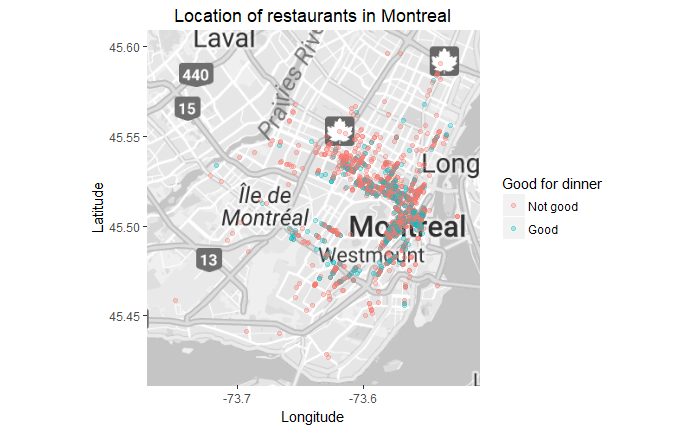 Location of restaurants in Montreal
45.60
45.55
45.50
45.45
Latitude
-73.7
-73.6
Longitude
Laval
440
15
Prairies
Île de
Montréal
Long
Montreal
Westmount
13
L
Good for dinner
Not good
Good